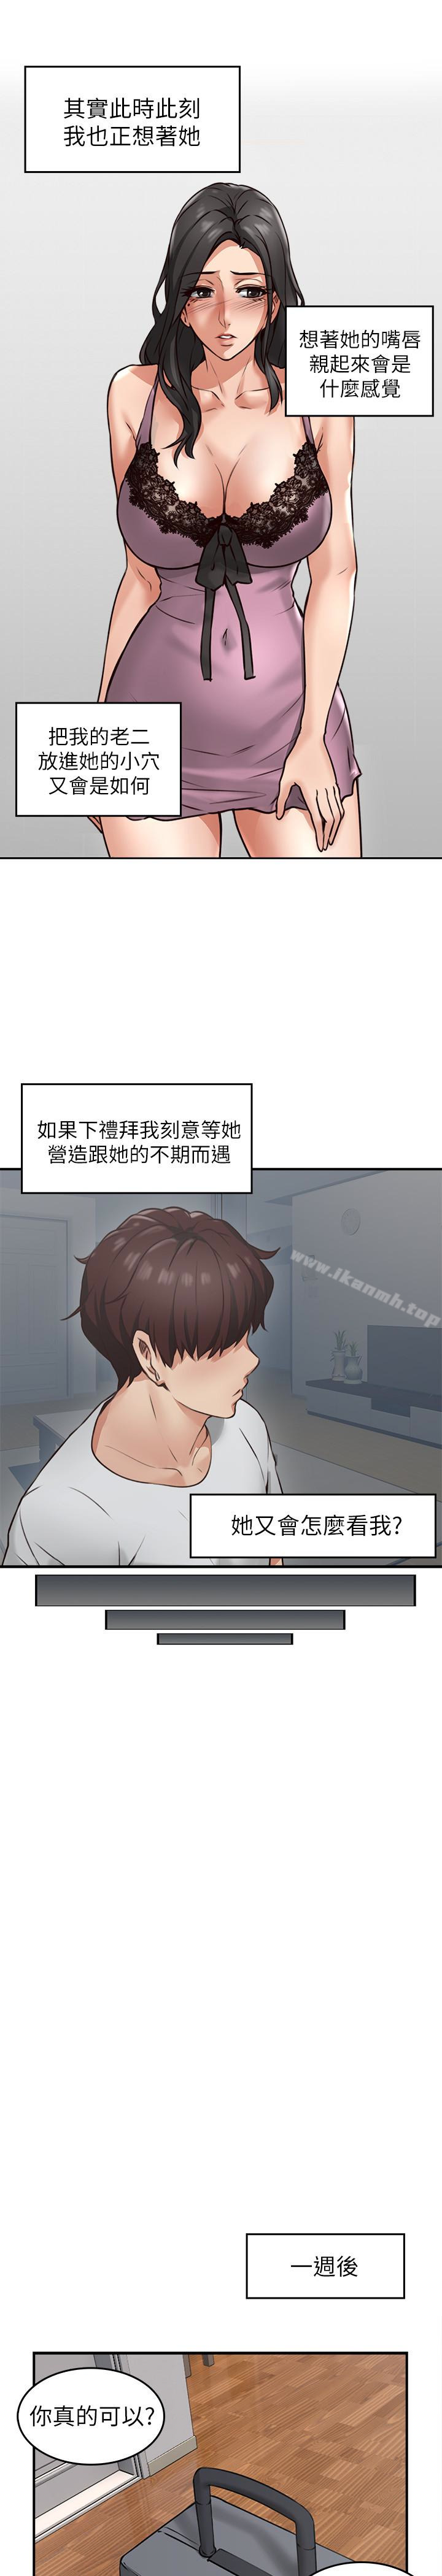 其實此時此刻
我也正想著她
想著她的嘴唇
親起來會是
什麼感覺
把我的老二
放進她的小穴
又會是如何
如果下禮拜我刻意等她
營造跟她的不期而遇
www.ikanmh.top
她又會怎麼看我?
一週後
你真的可以?